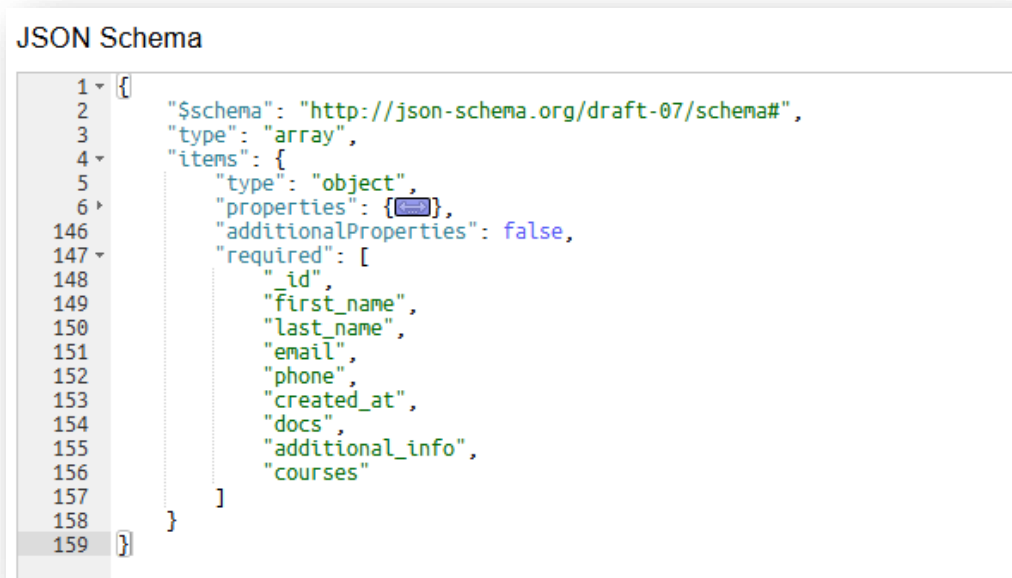 JSON Schema
1 {
2 "$schema": "http://json-schema.org/draft-07/schema#",
3 "type": "array",
4 "items": {
5 "type": "object",
6 "properties": {↔},
146 "additionalProperties": false,
147 "required": [
148 "_id",
149 "first_name",
150 "last_name",
151 "email",
152 "phone",
153 "created_at",
154 "docs",
155 "additional_info",
156 "courses"
157 ]
158 }
159 }